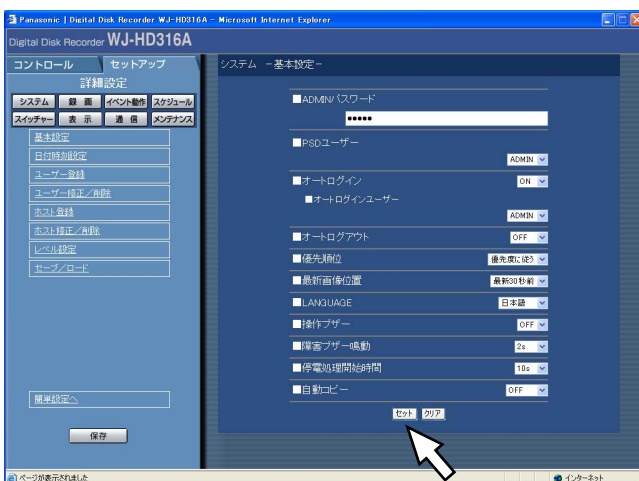 Panasonic | Digital Disk Recorder WJ-HD316A - Microsoft Internet Explorer
Digital Disk Recorder WJ-HD316A
コントロール セットアップ
システム －基本設定－
詳細設定
システム 録 画 イベント動作 スケジュール
スイッチャー 表 示 通 信 メンテナンス
基本設定
日付時刻設定
ユーザー登録
ユーザー修正／削除
ホスト登録
ホスト修正／削除
レベル設定
セーブ／ロード
簡単設定へ
保存
■ADMINパスワード
●●●●●
■PSDユーザー
ADMIN
■オートログイン ON
■オートログインユーザー
ADMIN
■オートログアウト OFF
■優先順位 優先度に従う
■最新画像位置 最新30秒前
■LANGUAGE 日本語
■操作ブザー OFF
■障害ブザー鳴動 2s
■停電処理開始時間 10s
■自動コピー OFF
セット クリア
ページが表示されました インターネット